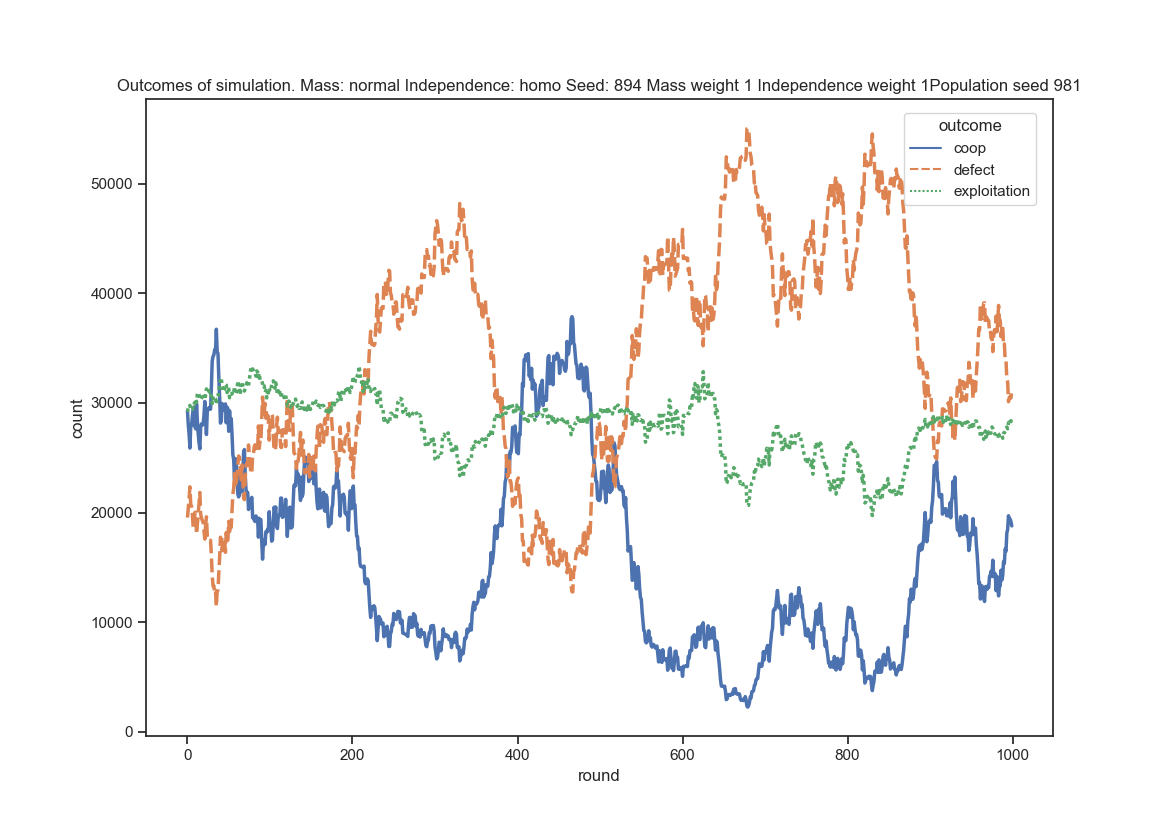 Outcomes of simulation. Mass: normal Independence: homo Seed: 894 Mass weight 1 Independence weight 1Population seed 981
outcome
coop
defect
exploitation
50000
40000
30000
20000
10000
0
count
0 200 400 600 800 1000
round